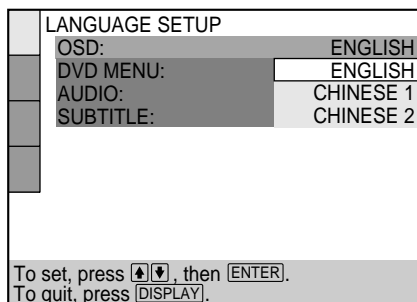 LANGUAGE SETUP
OSD: ENGLISH
DVD MENU: ENGLISH
AUDIO: CHINESE 1
SUBTITLE: CHINESE 2
To set, press ↑ ↓, then ENTER.
To quit, press DISPLAY.